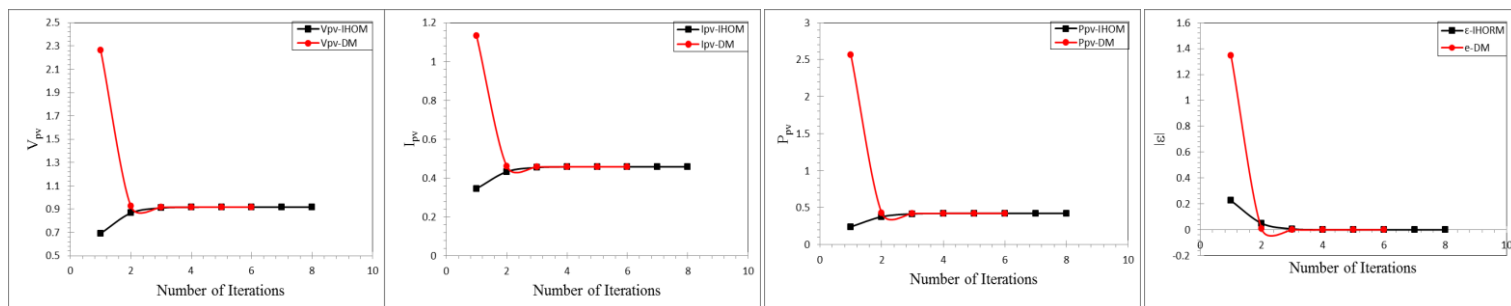 2.5
2.3
2.1
1.9
1.7
1.5
1.3
1.1
0.9
0.7
0.5
0 2 4 6 8 10
V_pv
Number of Iterations
Vpv-IHOM
Vpv-DM
1.2
1
0.8
0.6
0.4
0.2
0
0 2 4 6 8 10
I_pv
Number of Iterations
Ipv-IHOM
Ipv-DM
3
2.5
2
1.5
1
0.5
0
0 2 4 6 8 10
P_pv
Number of Iterations
Ppv-IHOM
Ppv-DM
1.6
1.4
1.2
1
0.8
0.6
0.4
0.2
0
-0.2
0 2 4 6 8 10
|ε|
Number of Iterations
ε-IHORM
e-DM